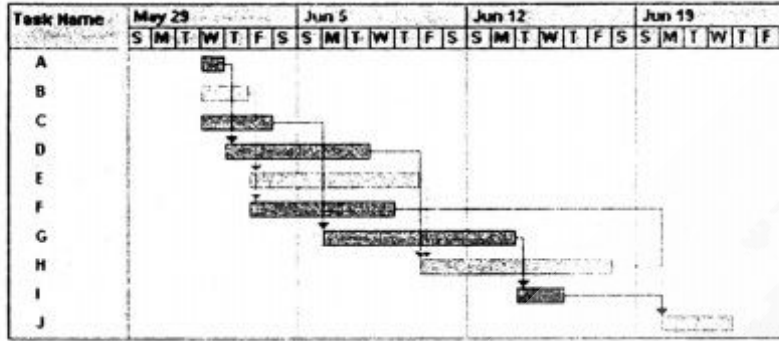 Task Name May 29 Jun 5 Jun 12 Jun 19
S M T W T F S S M T W T F S S M T W T F S S M T W T F
A
B
C
D
E
F
G
H
I
J